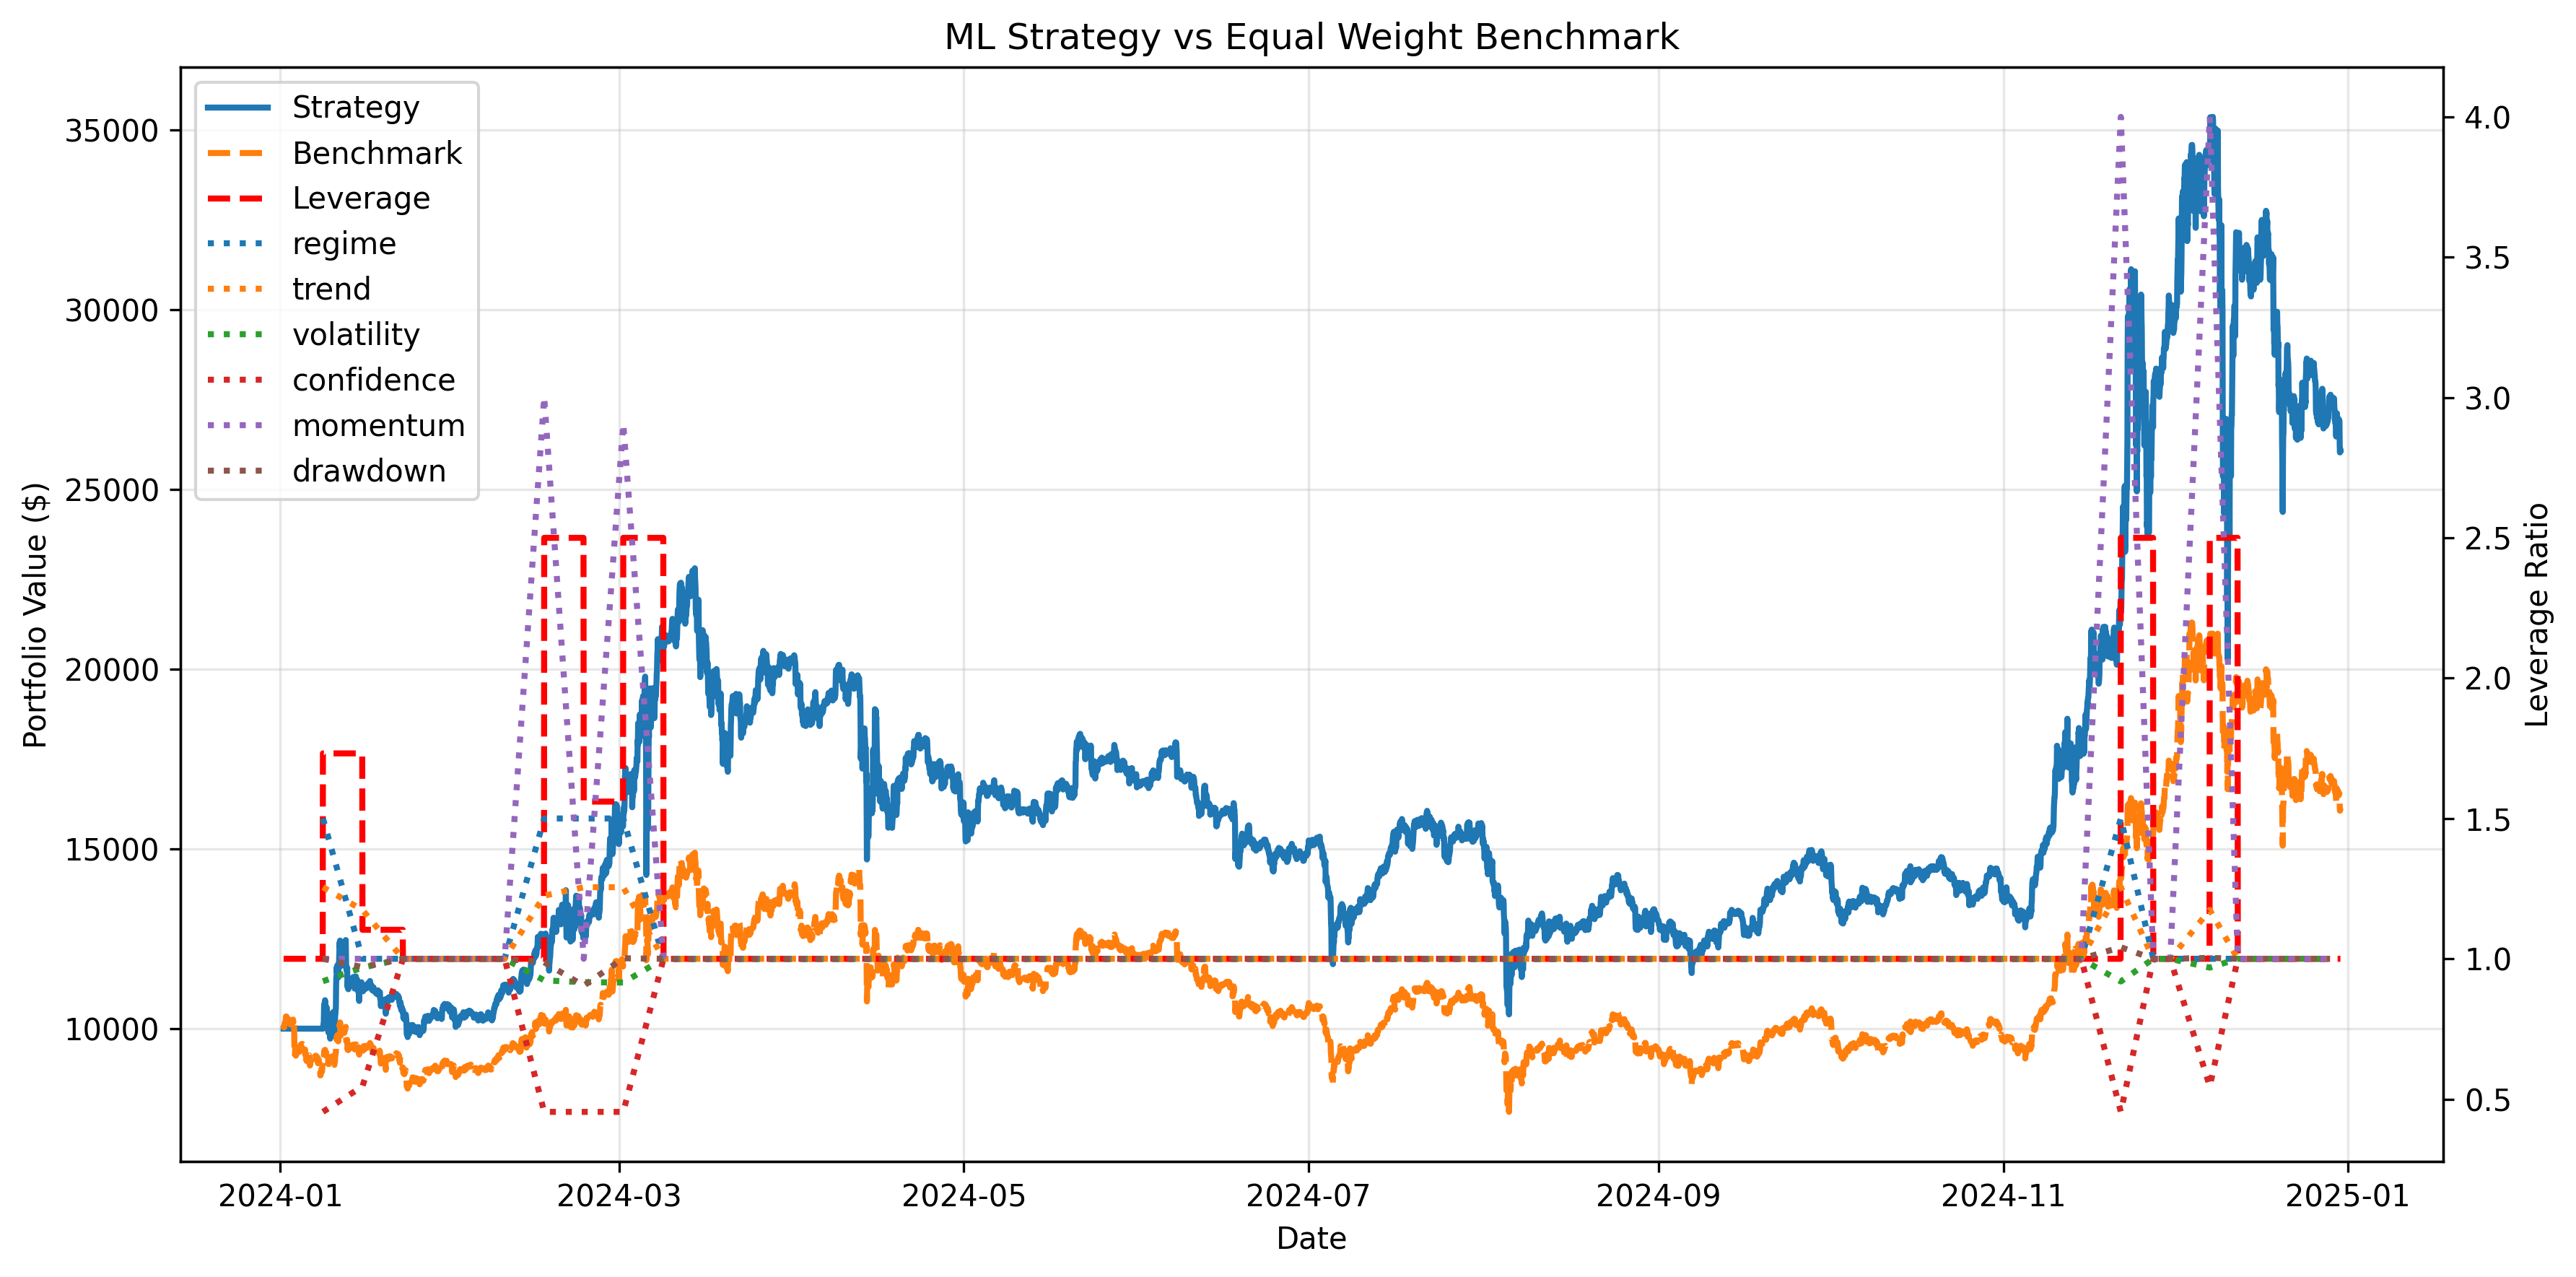 ML Strategy vs Equal Weight Benchmark
Strategy
Benchmark
Leverage
regime
trend
volatility
confidence
momentum
drawdown
Portfolio Value ($)
35000
30000
25000
20000
15000
10000
4.0
3.5
3.0
2.5
2.0
1.5
1.0
0.5
Leverage Ratio
2024-01
2024-03
2024-05
2024-07
2024-09
2024-11
2025-01
Date